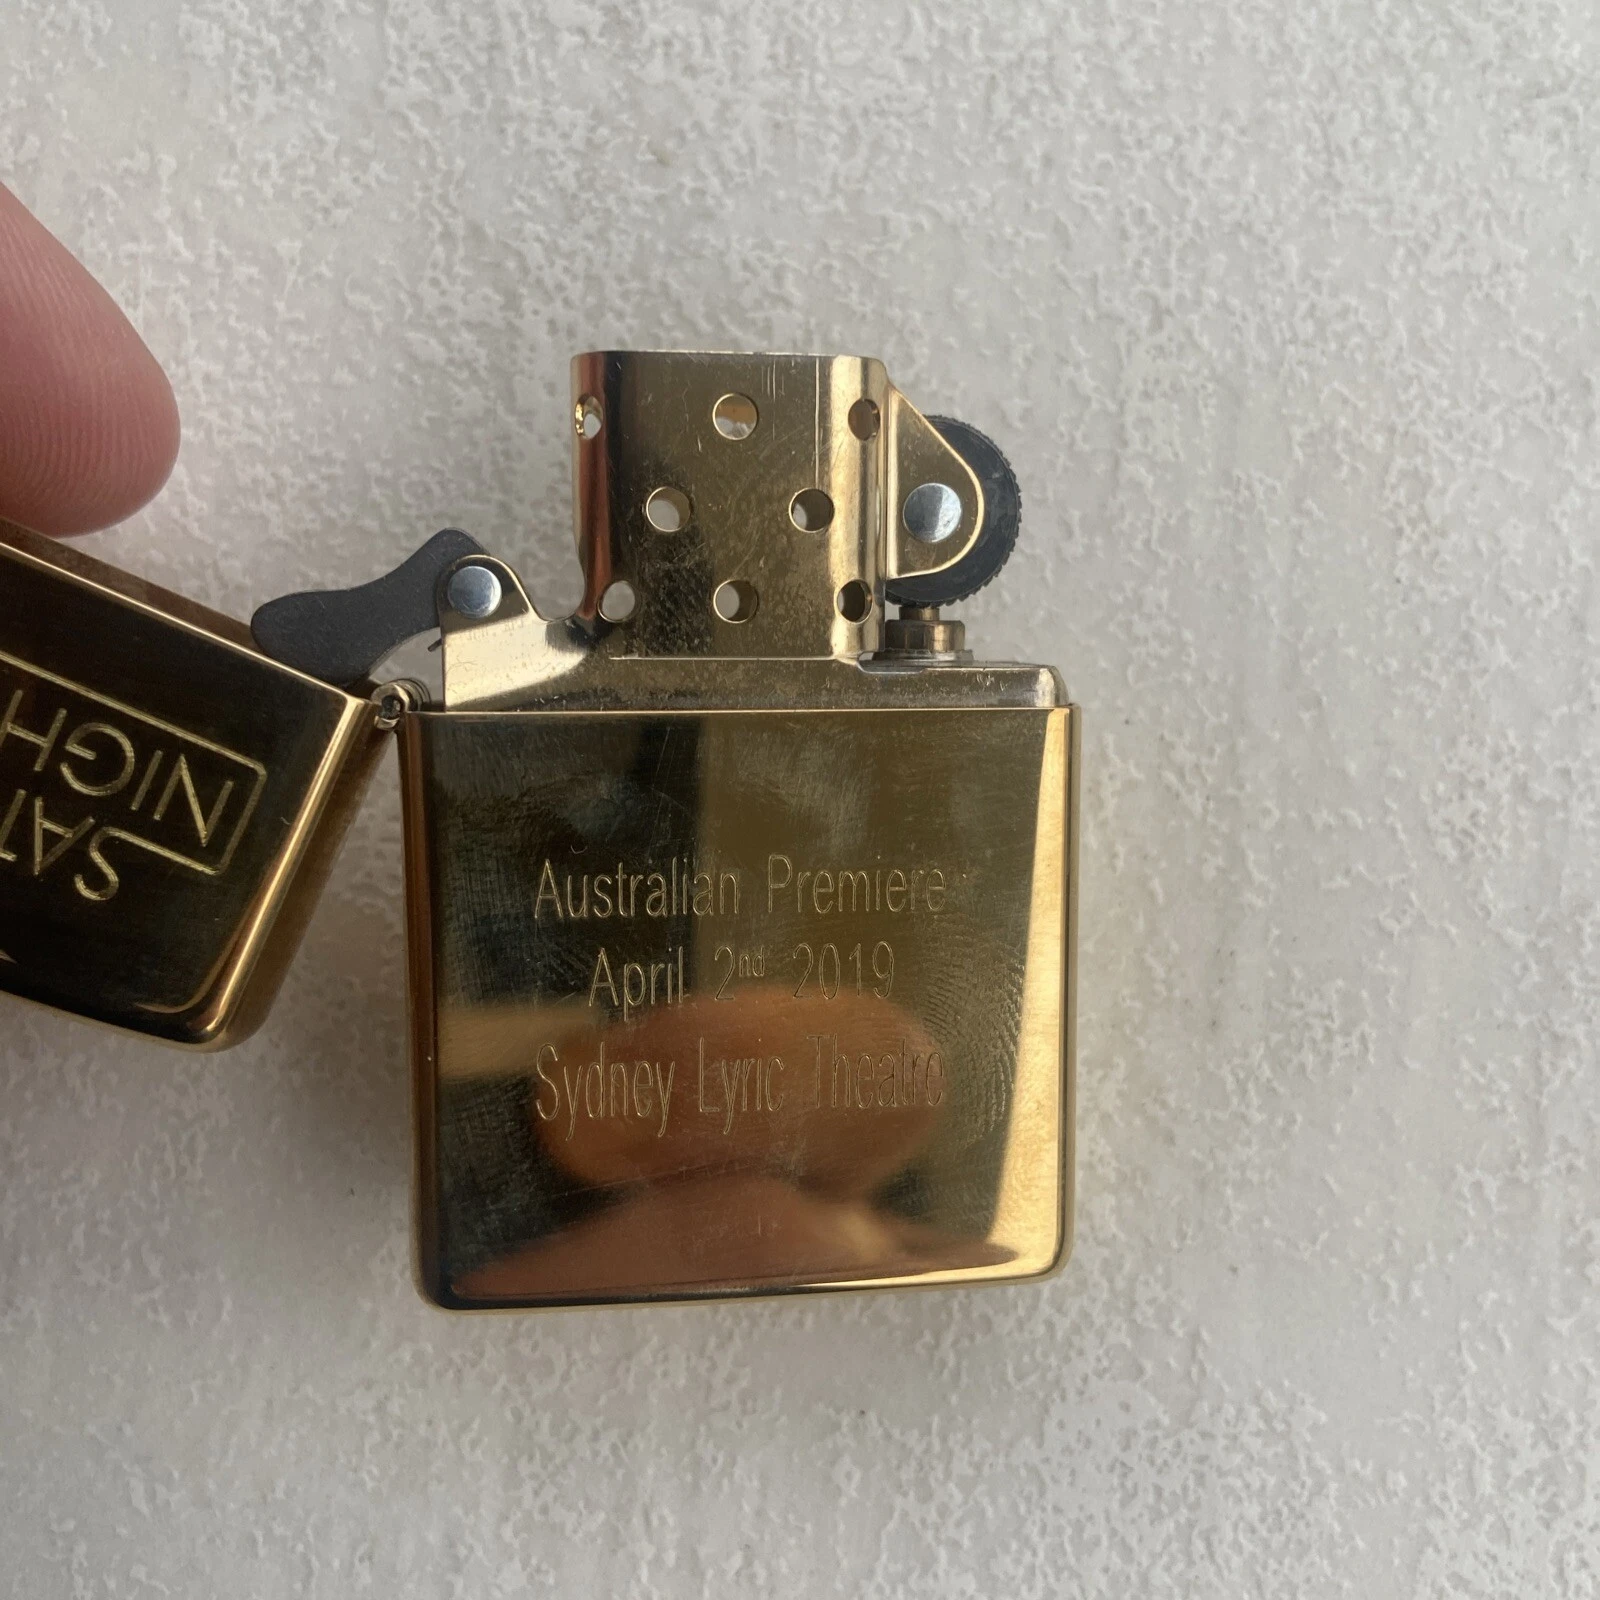 SAT
NIGH
Australian Premiere
April 2nd 2019
Sydney Lyric Theatre